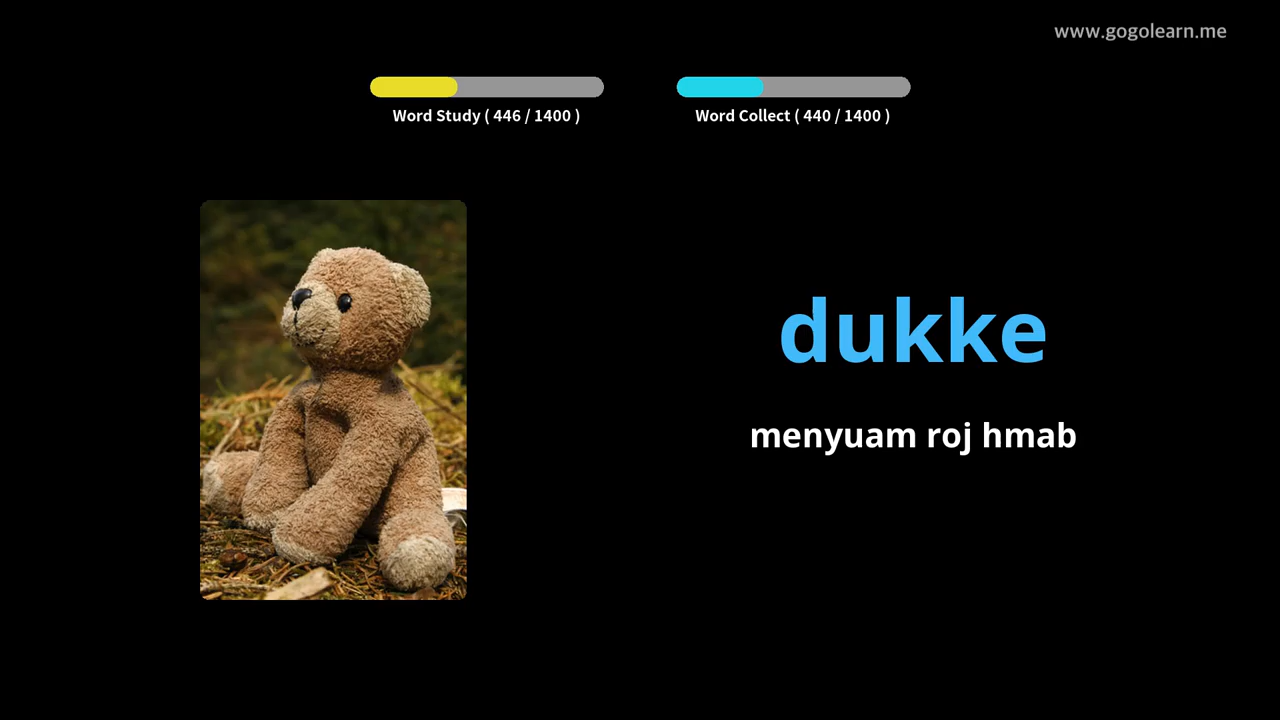 www.gogolearn.me
Word Study ( 446 / 1400 )
Word Collect ( 440 / 1400 )
dukke
menyuam roj hmab